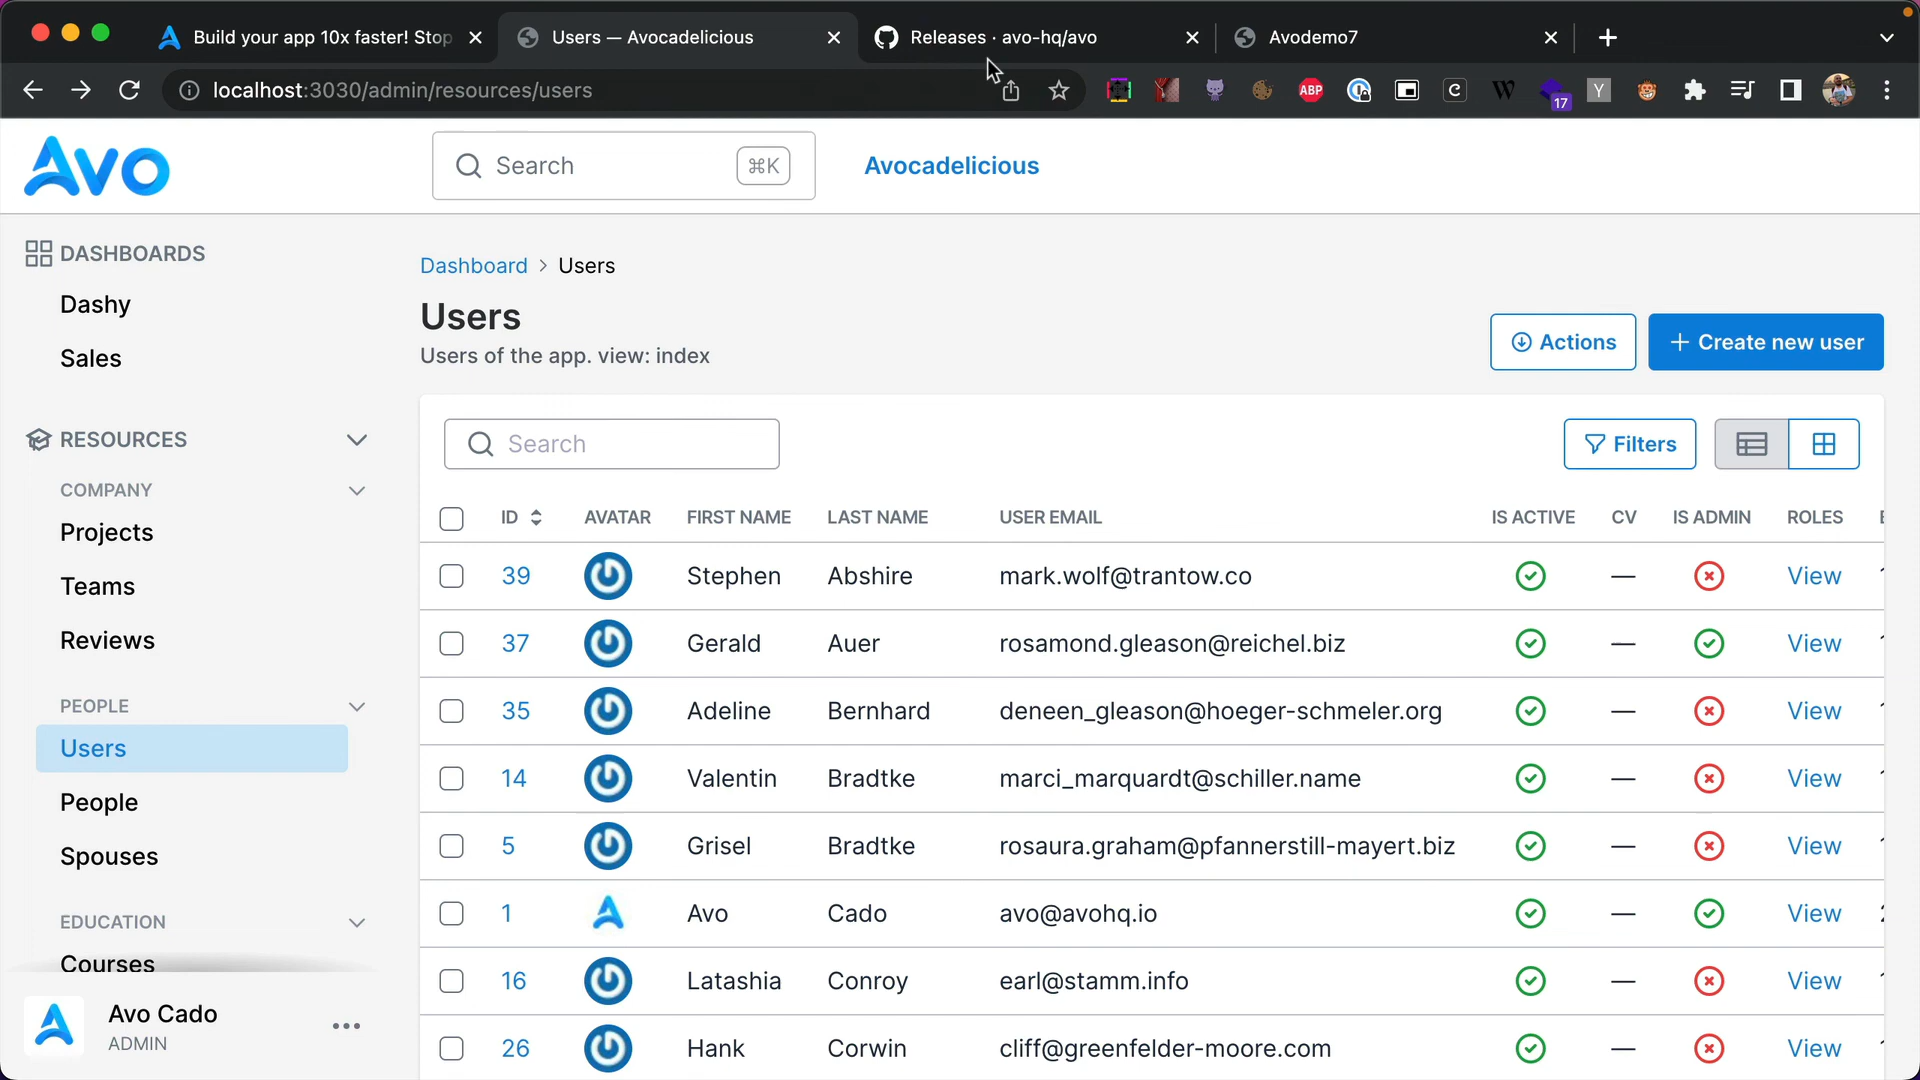 Build your app 10x faster! Stop
Users — Avocadelicious
Releases · avo-hq/avo
Avodemo7
localhost:3030/admin/resources/users
ABP
C
W
17
Y
Avo
Search
⌘K
Avocadelicious
DASHBOARDS
Dashy
Sales
RESOURCES
COMPANY
Projects
Teams
Reviews
PEOPLE
Users
People
Spouses
EDUCATION
Courses
Avo Cado
ADMIN
Dashboard > Users
Users
Users of the app. view: index
Actions
+ Create new user
Search
Filters
ID AVATAR FIRST NAME LAST NAME USER EMAIL IS ACTIVE CV IS ADMIN ROLES
39 Stephen Abshire mark.wolf@trantow.co — View
37 Gerald Auer rosamond.gleason@reichel.biz — View
35 Adeline Bernhard deneen_gleason@hoeger-schmeler.org — View
14 Valentin Bradtke marci_marquardt@schiller.name — View
5 Grisel Bradtke rosaura.graham@pfannerstill-mayert.biz — View
1 Avo Cado avo@avohq.io — View
16 Latashia Conroy earl@stamm.info — View
26 Hank Corwin cliff@greenfelder-moore.com — View